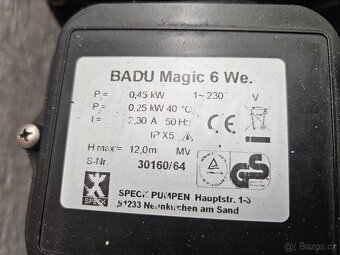 BADU Magic 6 We.
P₁= 0,45 kW 1~230 V
P₂= 0,25 kW 40 °C
I = 2,30 A 50 Hz
IP X5
H max= 12,0m MV
S-Nr. 30160/64
SPECK
SPECK PUMPEN Hauptstr. 1-3
91233 Neunkirchen am Sand
CE
GS
Bazoš.cz